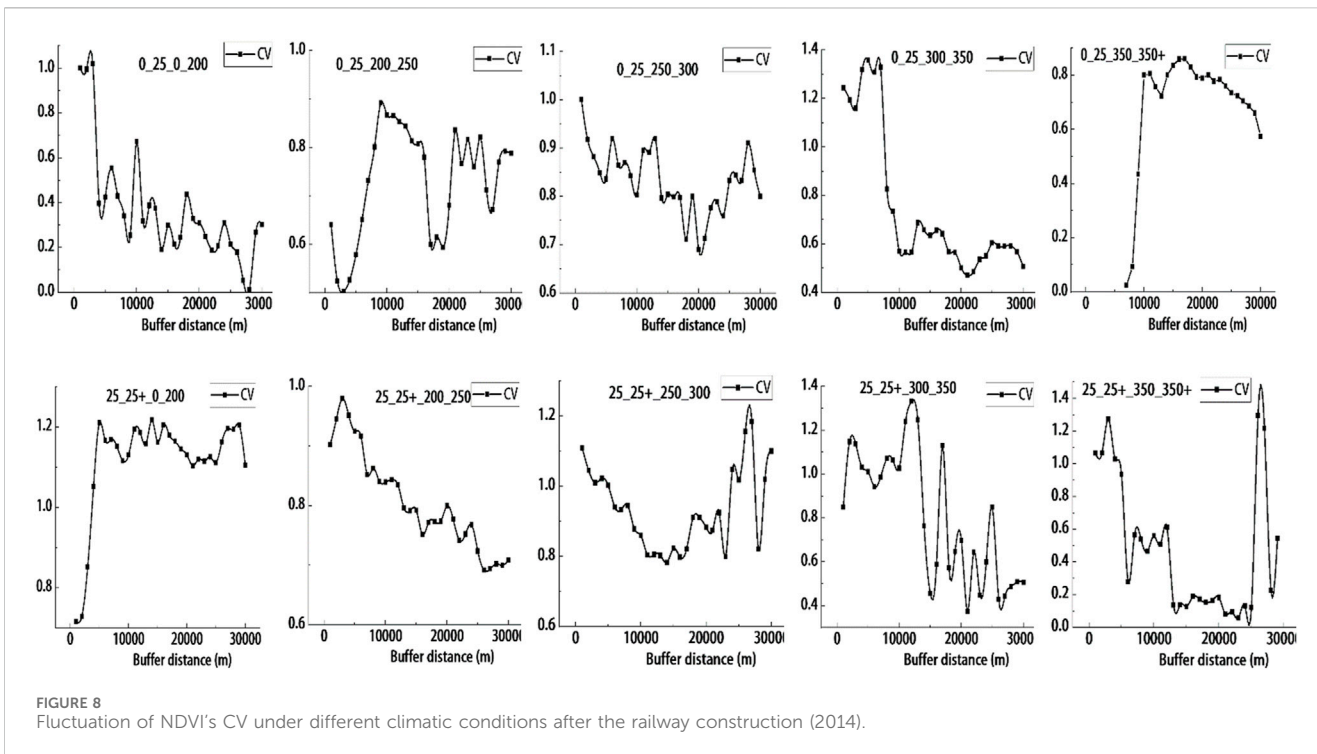 0_25_0_200 CV
1.0
0.8
0.6
0.4
0.2
0.0
0 10000 20000 30000
Buffer distance (m)
0_25_200_250 CV
1.0
0.8
0.6
0 10000 20000 30000
Buffer distance (m)
0_25_250_300 CV
1.1
1.0
0.9
0.8
0.7
0.6
0 10000 20000 30000
Buffer distance (m)
0_25_300_350 CV
1.4
1.2
1.0
0.8
0.6
0.4
0 10000 20000 3000
Buffer distance (m)
0_25_350_350+ CV
0.8
0.6
0.4
0.2
0.0
0 10000 20000 30000
Buffer distance (m)
25_25+_0_200 CV
1.2
1.0
0.8
0 10000 20000 30000
Buffer distance (m)
25_25+_200_250 CV
1.0
0.8
0.6
0 10000 20000 30000
Buffer distance (m)
25_25+_250_300 CV
1.2
1.0
0.8
0.6
0 10000 20000 30000
Buffer distance (m)
25_25+_300_350 CV
1.4
1.2
1.0
0.8
0.6
0.4
0 10000 20000 3000
Buffer distance (m)
25_25+_350_350+ CV
1.4
1.2
1.0
0.8
0.6
0.4
0.2
0.0
0 10000 20000 3000
Buffer distance (m)
FIGURE 8
Fluctuation of NDVI's CV under different climatic conditions after the railway construction (2014).